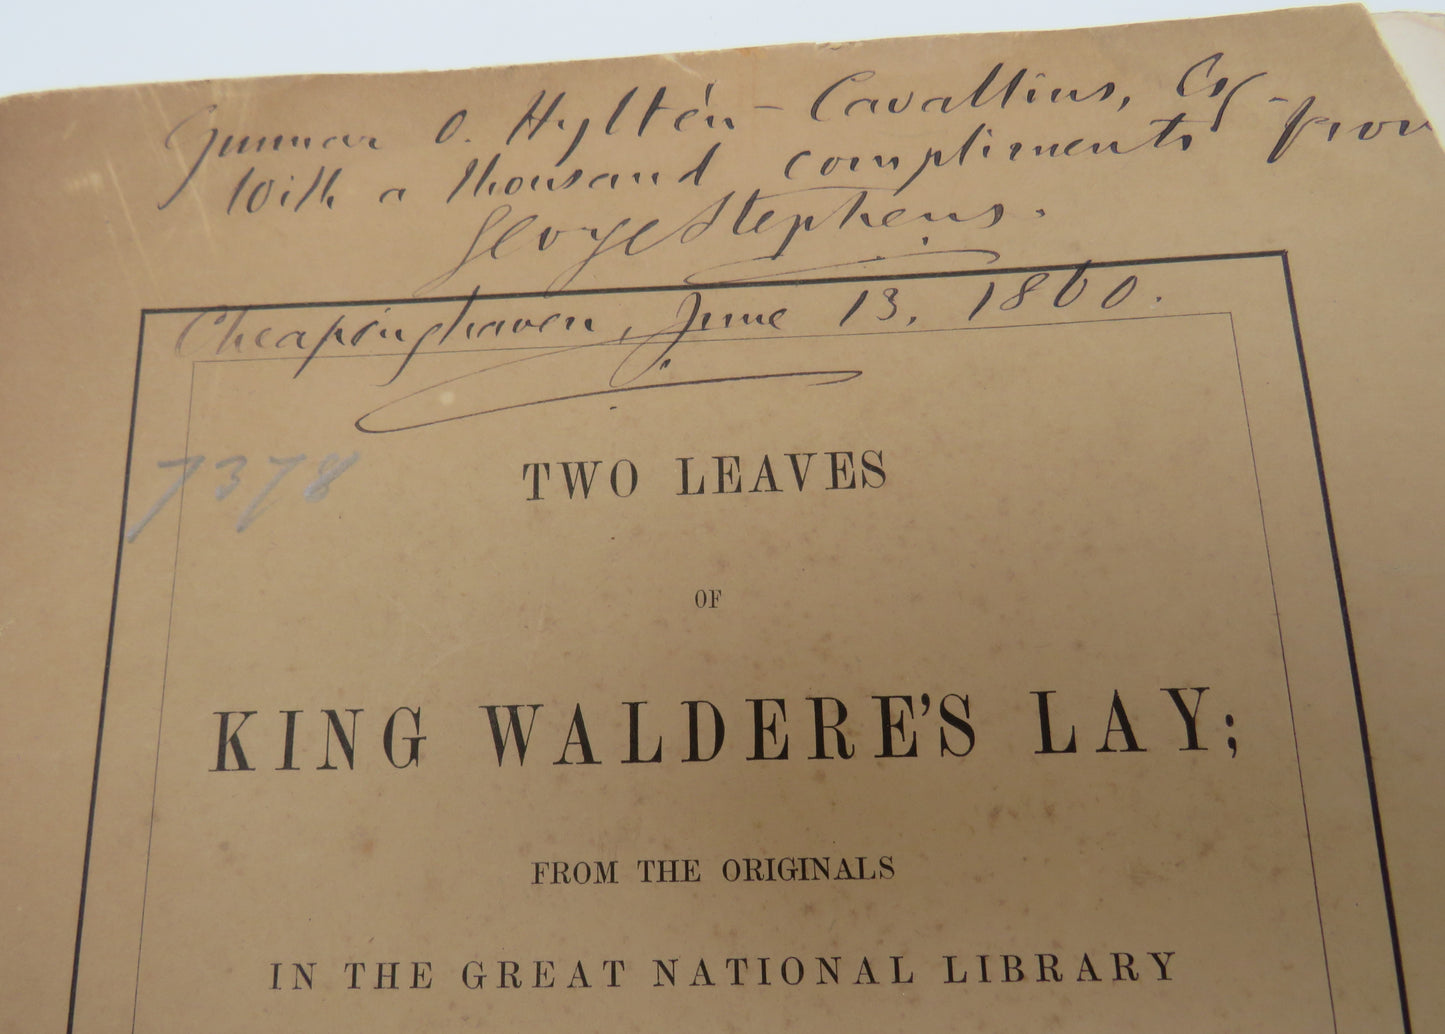 Gunnar O. Hyltén-Cavallius, Esq.
With a thousand compliments from
George Stephens.
Cheapinghaven, June 13, 1860.
7378
TWO LEAVES
OF
KING WALDERE'S LAY;
FROM THE ORIGINALS
IN THE GREAT NATIONAL LIBRARY